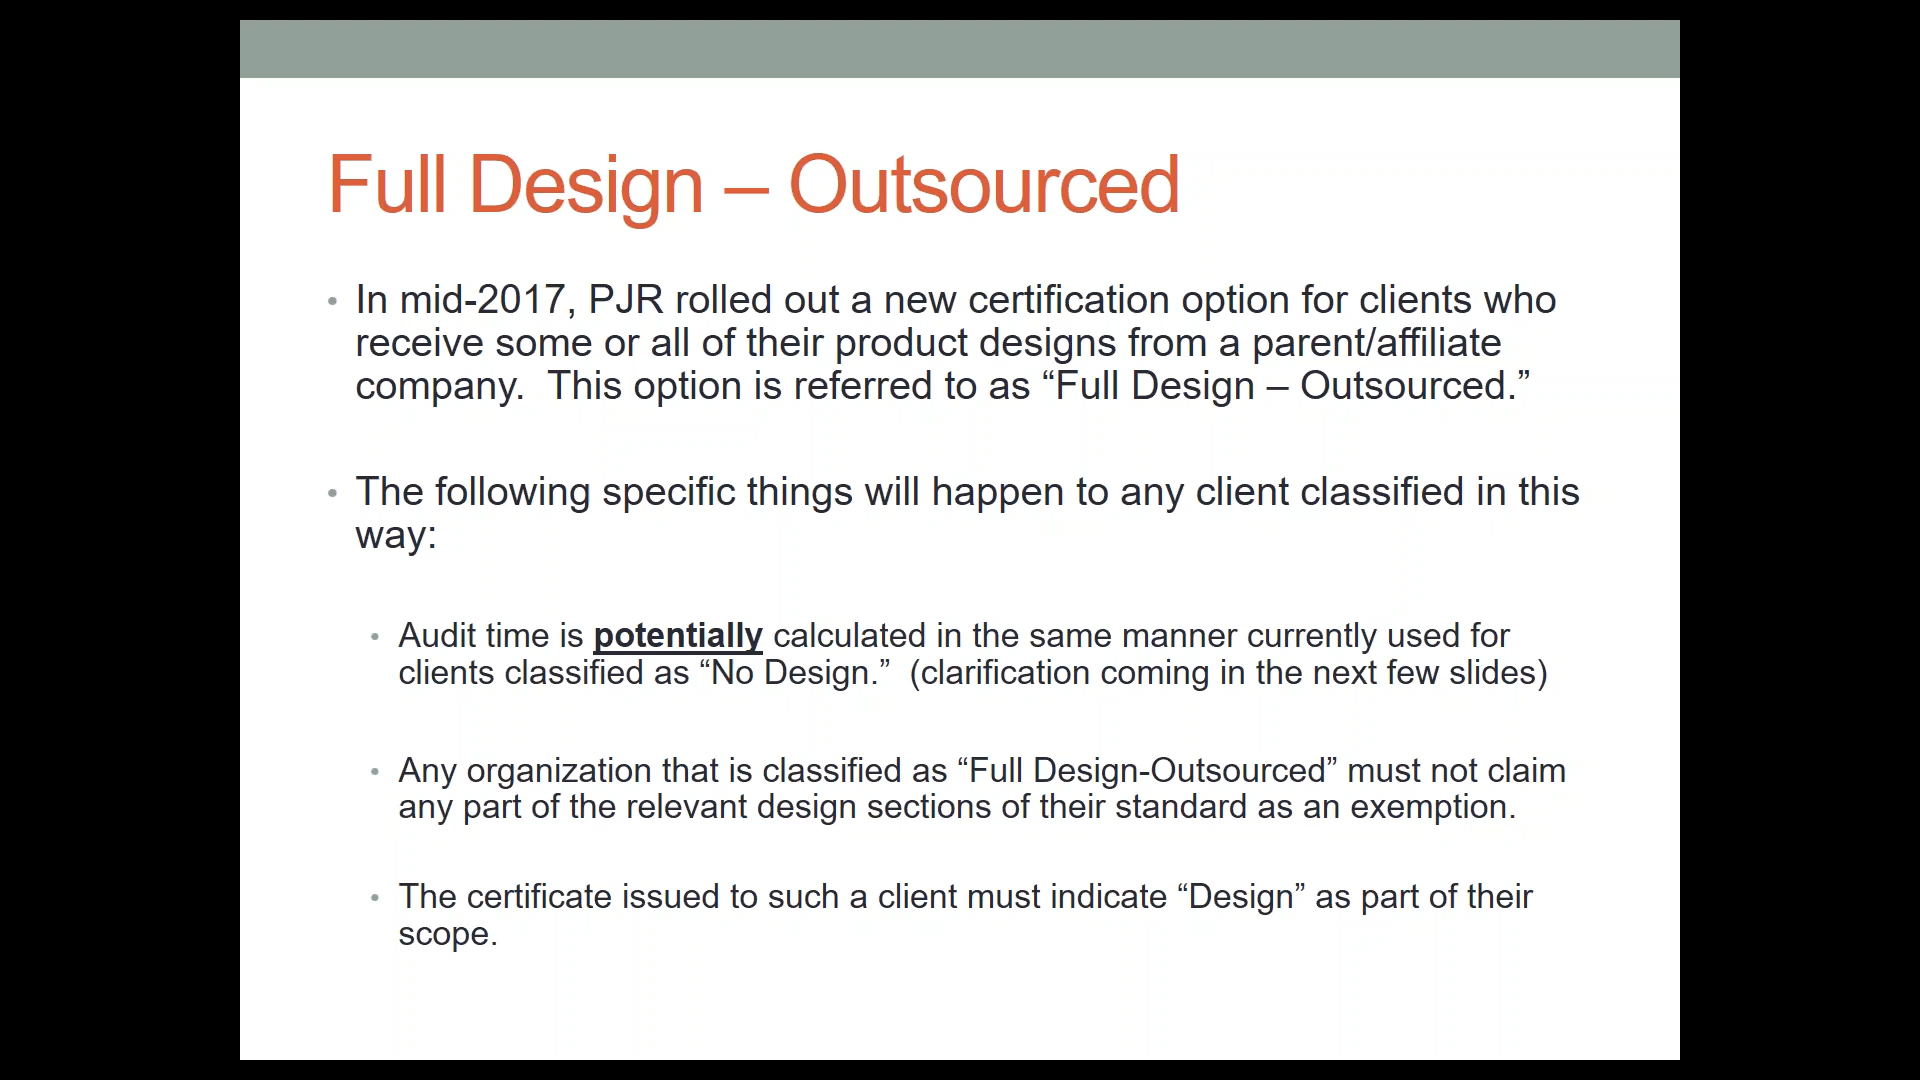 Full Design – Outsourced
• In mid-2017, PJR rolled out a new certification option for clients who
receive some or all of their product designs from a parent/affiliate
company.  This option is referred to as “Full Design – Outsourced.”
• The following specific things will happen to any client classified in this
way:
• Audit time is potentially calculated in the same manner currently used for
clients classified as “No Design.”  (clarification coming in the next few slides)
• Any organization that is classified as “Full Design-Outsourced” must not claim
any part of the relevant design sections of their standard as an exemption.
• The certificate issued to such a client must indicate “Design” as part of their
scope.